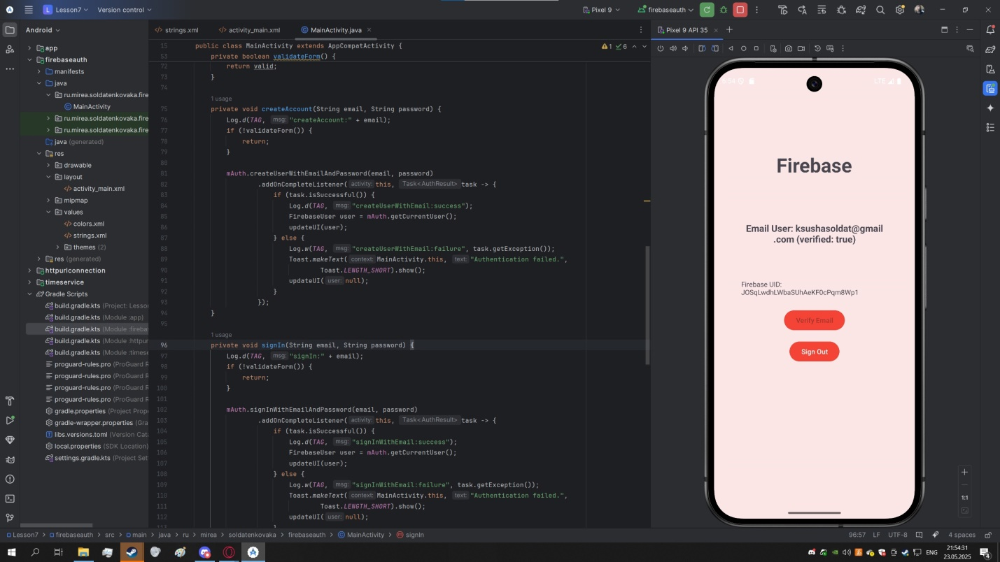 Lesson7
Version control
Pixel 9
firebaseauth
Android
app
firebaseauth
manifests
java
ru.mirea.soldatenkovaka.fire
MainActivity
ru.mirea.soldatenkovaka.fire
ru.mirea.soldatenkovaka.fire
java (generated)
res
drawable
layout
activity_main.xml
mipmap
values
colors.xml
strings.xml
themes (2)
res (generated)
httpurlconnection
timeservice
Gradle Scripts
build.gradle.kts (Project: Lesso
build.gradle.kts (Module :app)
build.gradle.kts (Module :fireba
build.gradle.kts (Module :httpur
build.gradle.kts (Module :timese
proguard-rules.pro (ProGuard R
proguard-rules.pro (ProGuard R
proguard-rules.pro (ProGuard R
proguard-rules.pro (ProGuard R
gradle.properties (Project Prop
gradle-wrapper.properties (Gra
libs.versions.toml (Version Cata
local.properties (SDK Location)
settings.gradle.kts (Project Set
strings.xml
activity_main.xml
MainActivity.java
1
6
15 public class MainActivity extends AppCompatActivity {
53 private boolean validateForm() {
72 return valid;
73 }
74
1 usage
75 private void createAccount(String email, String password) {
76 Log.d(TAG, msg: "createAccount:" + email);
77 if (!validateForm()) {
78 return;
79 }
80
81 mAuth.createUserWithEmailAndPassword(email, password)
82 .addOnCompleteListener( activity: this, Task<AuthResult> task -> {
83 if (task.isSuccessful()) {
84 Log.d(TAG, msg: "createUserWithEmail:success");
85 FirebaseUser user = mAuth.getCurrentUser();
86 updateUI(user);
87 } else {
88 Log.w(TAG, msg: "createUserWithEmail:failure", task.getException());
89 Toast.makeText( context: MainActivity.this, text: "Authentication failed.",
90 Toast.LENGTH_SHORT).show();
91 updateUI( user: null);
92 }
93 });
94 }
95
1 usage
96 private void signIn(String email, String password) {
97 Log.d(TAG, msg: "signIn:" + email);
98 if (!validateForm()) {
99 return;
100 }
101
102 mAuth.signInWithEmailAndPassword(email, password)
103 .addOnCompleteListener( activity: this, Task<AuthResult> task -> {
104 if (task.isSuccessful()) {
105 Log.d(TAG, msg: "signInWithEmail:success");
106 FirebaseUser user = mAuth.getCurrentUser();
107 updateUI(user);
108 } else {
109 Log.w(TAG, msg: "signInWithEmail:failure", task.getException());
110 Toast.makeText( context: MainActivity.this, text: "Authentication failed.",
111 Toast.LENGTH_SHORT).show();
112 updateUI( user: null);
Pixel 9 API 35
LTE
Firebase
Email User: ksushasoldat@gmail
.com (verified: true)
Firebase UID:
JOSqLwdhLWbaSUhAeKF0cPqm8Wp1
Verify Email
Sign Out
1:1
Lesson7 > firebaseauth > src > main > java > ru > mirea > soldatenkovaka > firebaseauth > MainActivity > signIn
96:57 LF UTF-8 4 spaces
ENG
21:54:31
23.05.2025
4